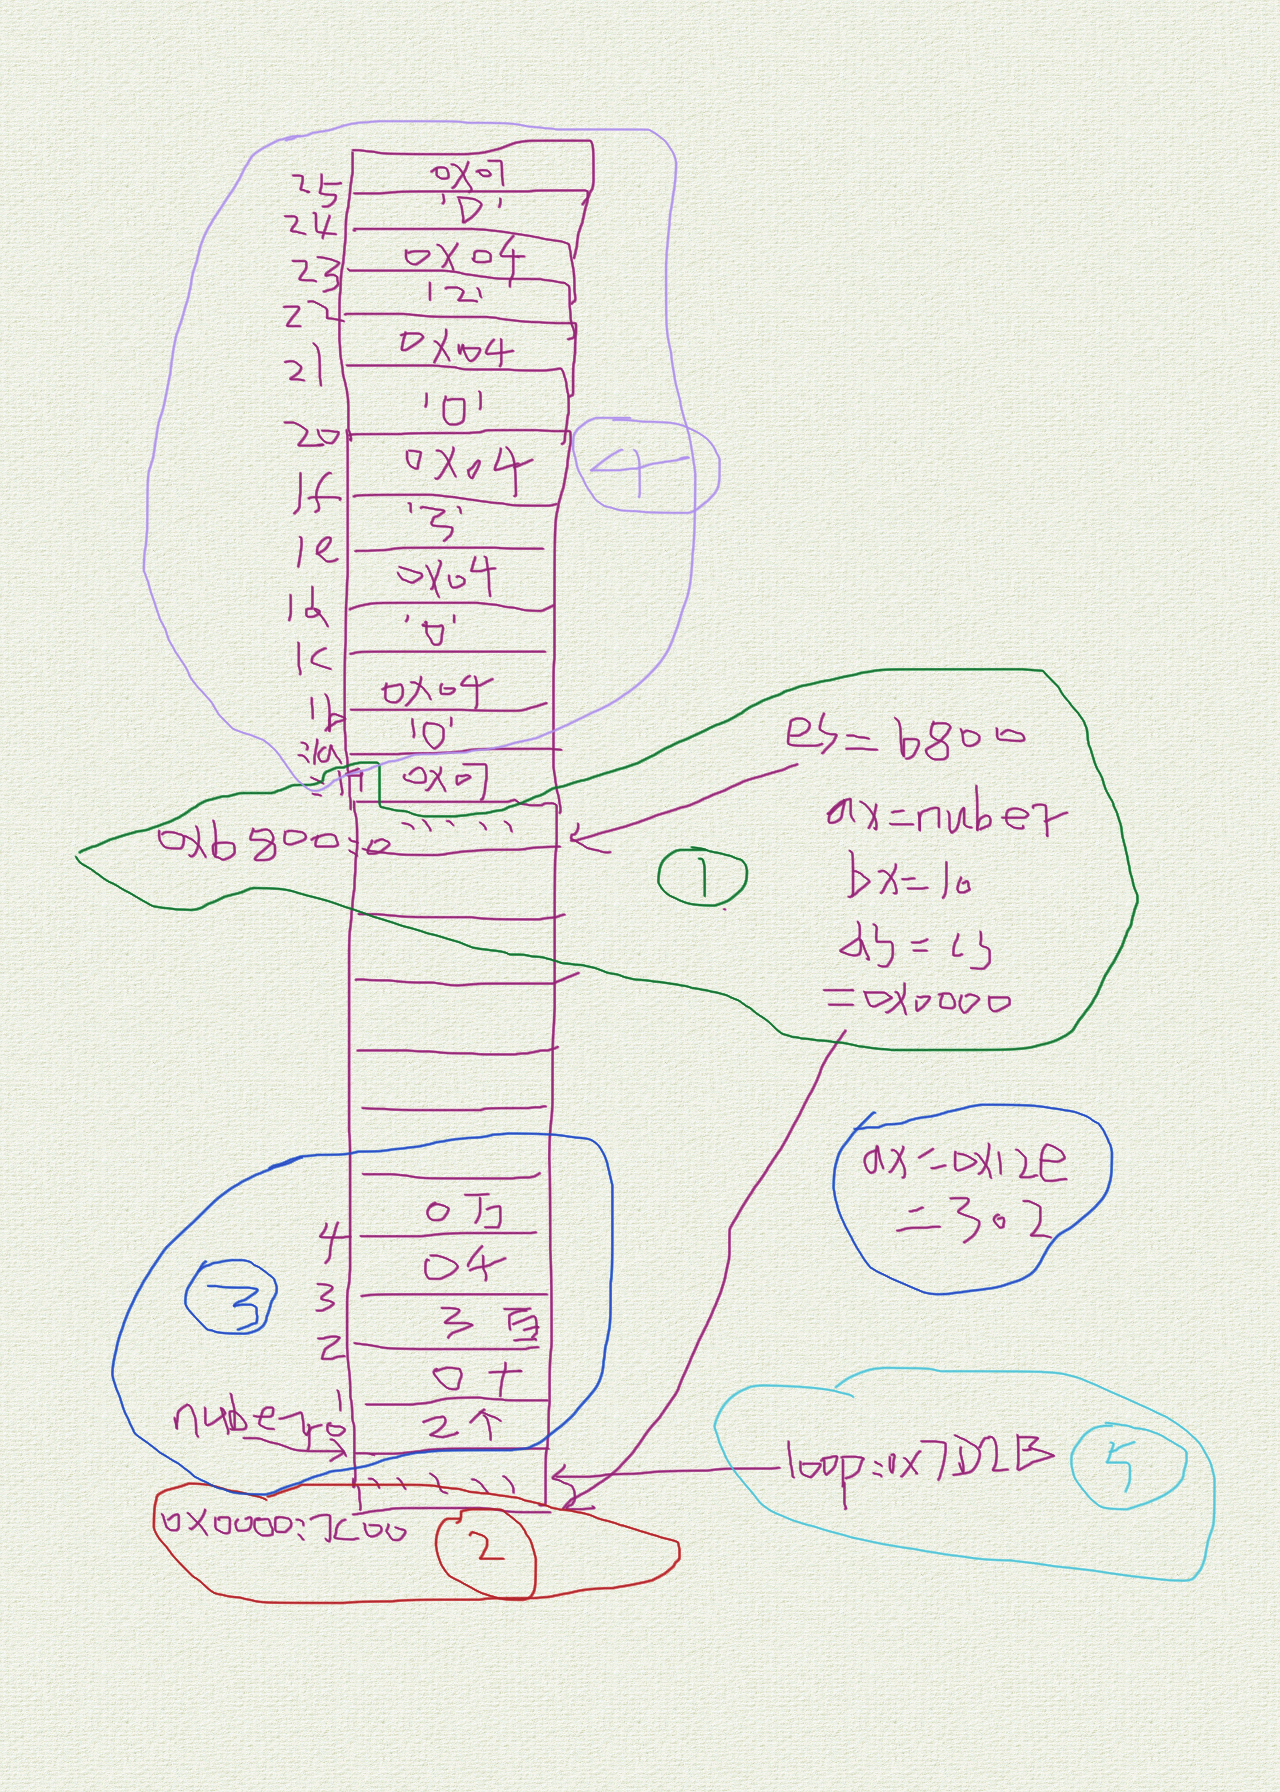 25 0x07
24 'D'
23 0x04
22 '2'
21 0x04
20 '0'
1f 0x04
1e '3'
1d 0x04
1c '0'
1b 0x04
1a '0'
19 0x07
4
0xb800:0
es=b800
ax=nuber
bx=10
ds=cs
=0x0000
1
ax=0x12e
=302
0万
4 04
3 3百
2 0十
1 2个
nuber 0
3
loop:0x7D2B
5
0x0000:7C00
2